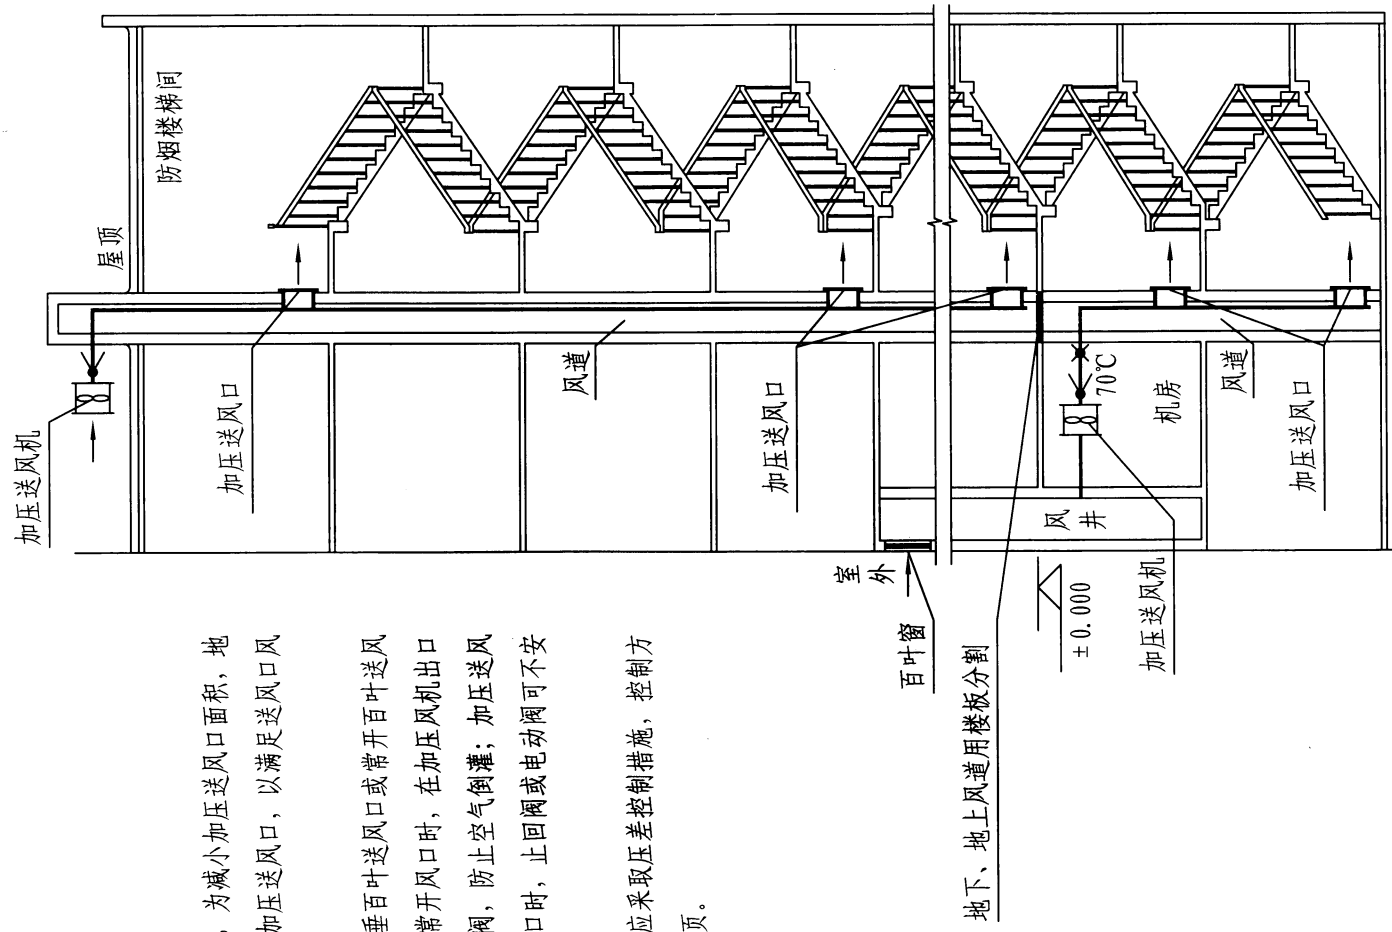 ，为减小加压送风口面积，地
加压送风口，以满足送风口风
垂百叶送风口或常开百叶送风
常开风口时，在加压风机出口
阀，防止空气倒灌；加压送风
口时，止回阀或电动阀可不安
应采取压差控制措施，控制方
页。
加压送风机
屋顶
防烟楼梯间
加压送风口
风道
加压送风口
室外
百叶窗
70℃
机房
风井
风道
加压送风口
±0.000
加压送风机
地下、地上风道用楼板分割